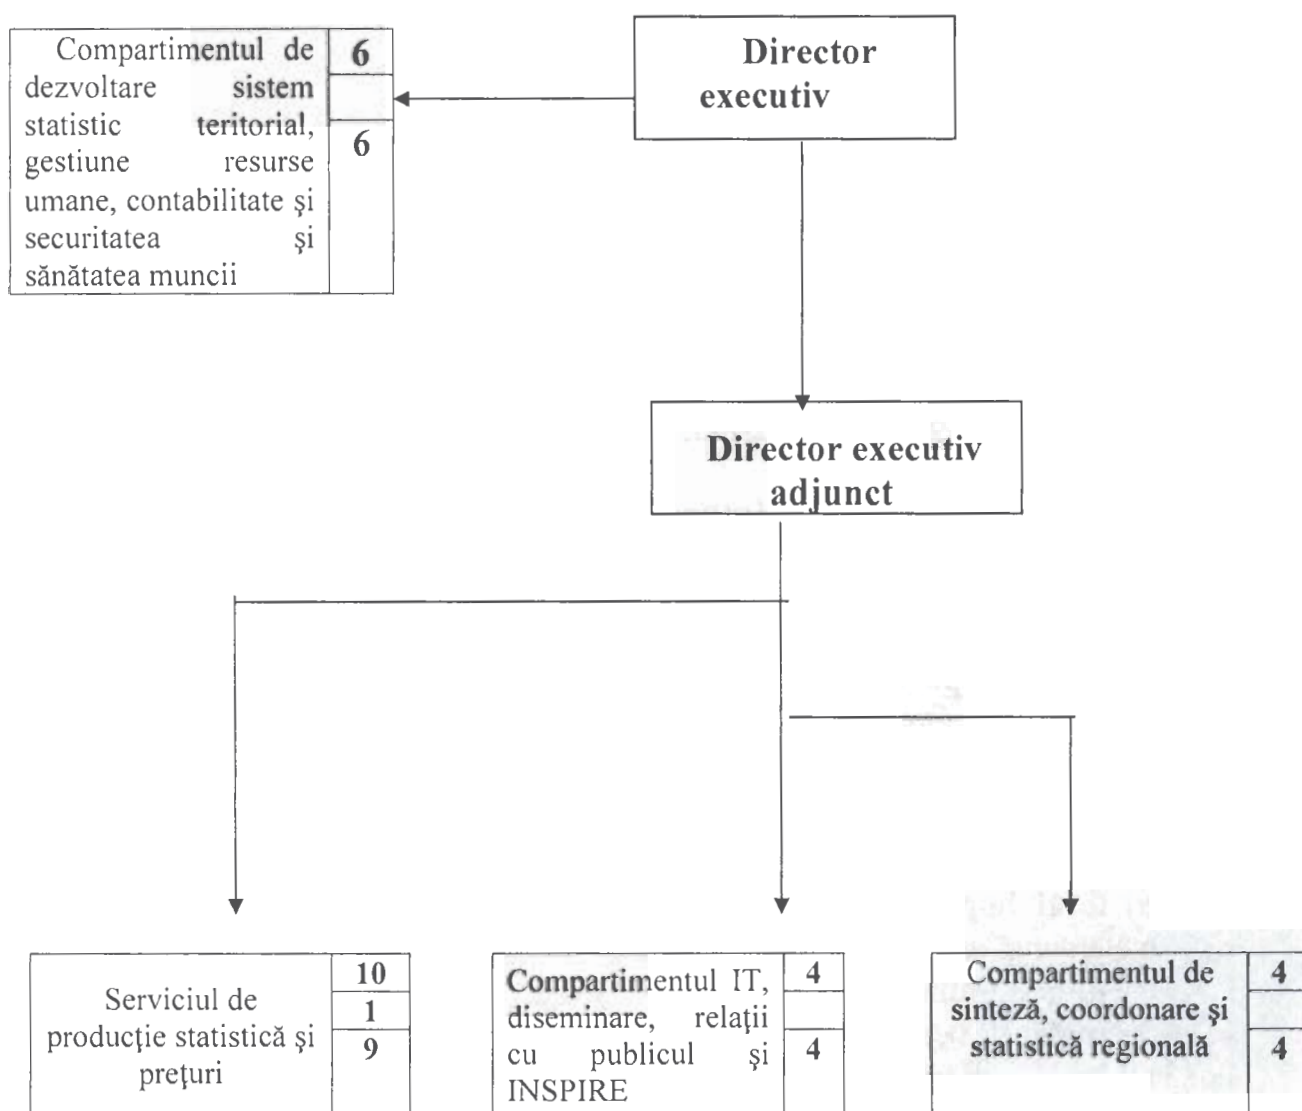 Compartimentul de
dezvoltare sistem
statistic teritorial,
gestiune resurse
umane, contabilitate şi
securitatea şi
sănătatea muncii
6
6
Director
executiv
Director executiv
adjunct
Serviciul de
producţie statistică şi
preţuri
10
1
9
Compartimentul IT,
diseminare, relaţii
cu publicul şi
INSPIRE
4
4
Compartimentul de
sinteză, coordonare şi
statistică regională
4
4